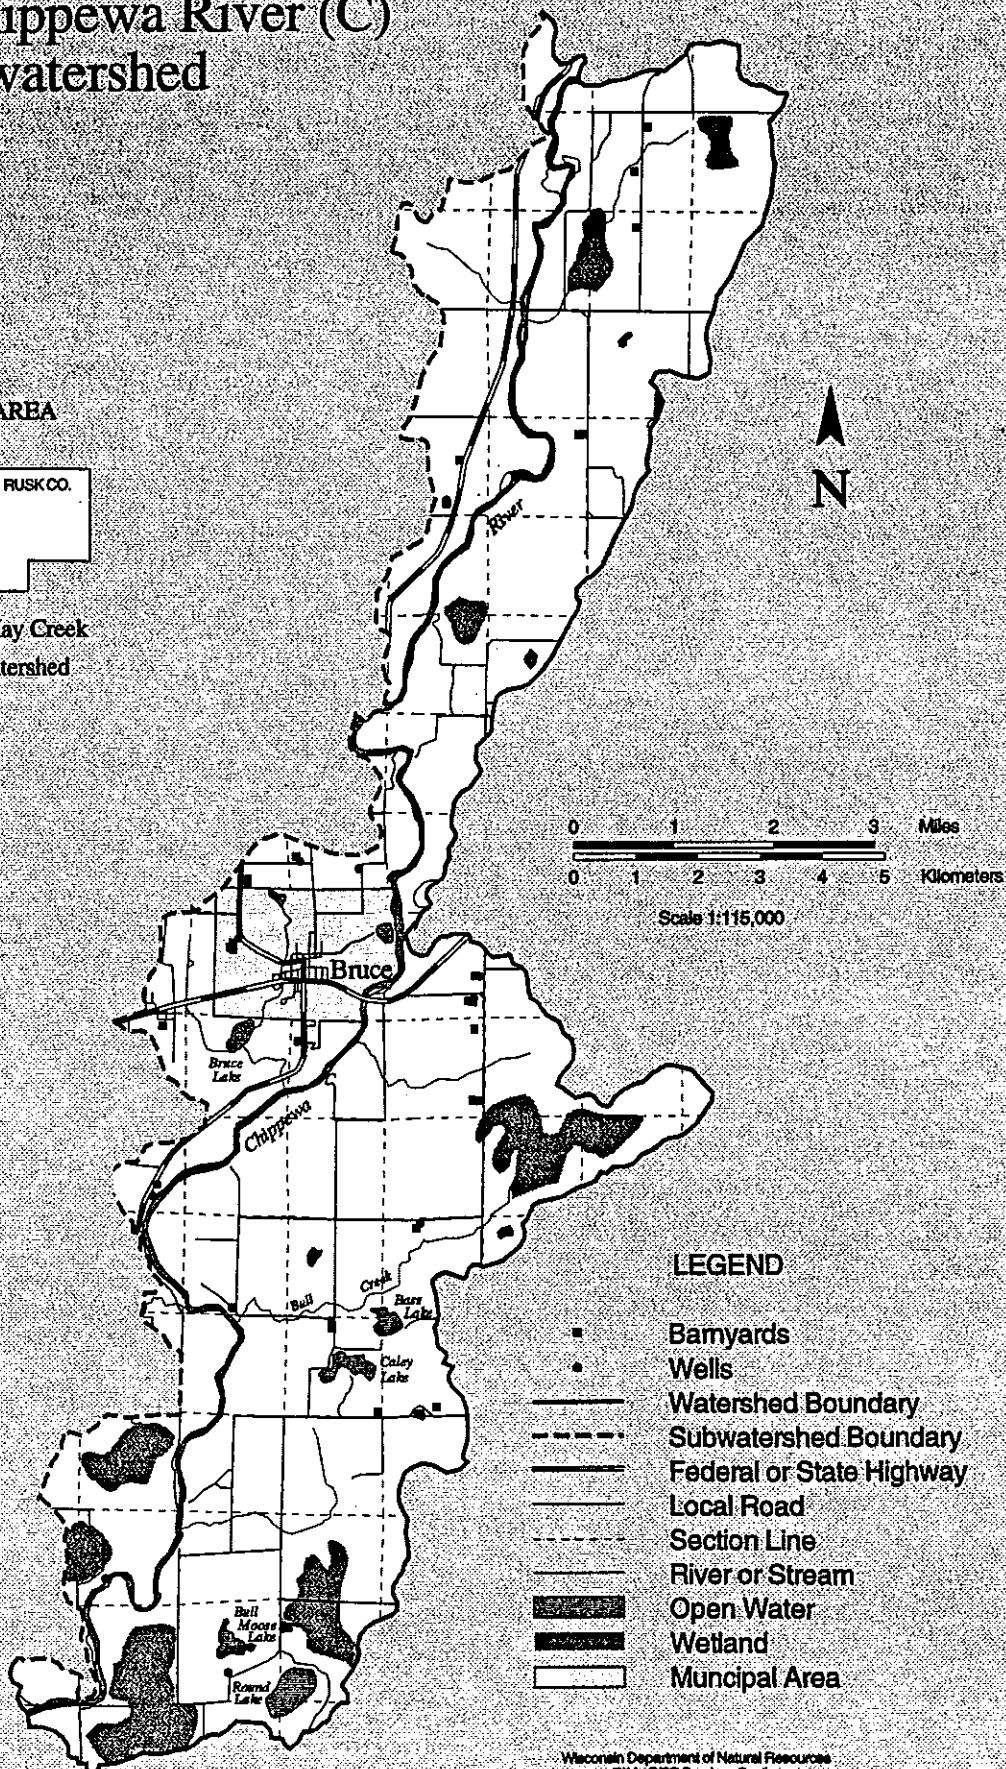 ippewa River (C)
watershed
AREA
RUSK CO.
ay Creek
tershed
N
River
0 1 2 3 Miles
0 1 2 3 4 5 Kilometers
Scale 1:115,000
Bruce
Bruce
Lake
Chippewa
Creek
Bull
Bass
Lake
Caley
Lake
Bull
Moose
Lake
Round
Lake
LEGEND
Barnyards
Wells
Watershed Boundary
Subwatershed Boundary
Federal or State Highway
Local Road
Section Line
River or Stream
Open Water
Wetland
Muncipal Area
Wisconsin Department of Natural Resources